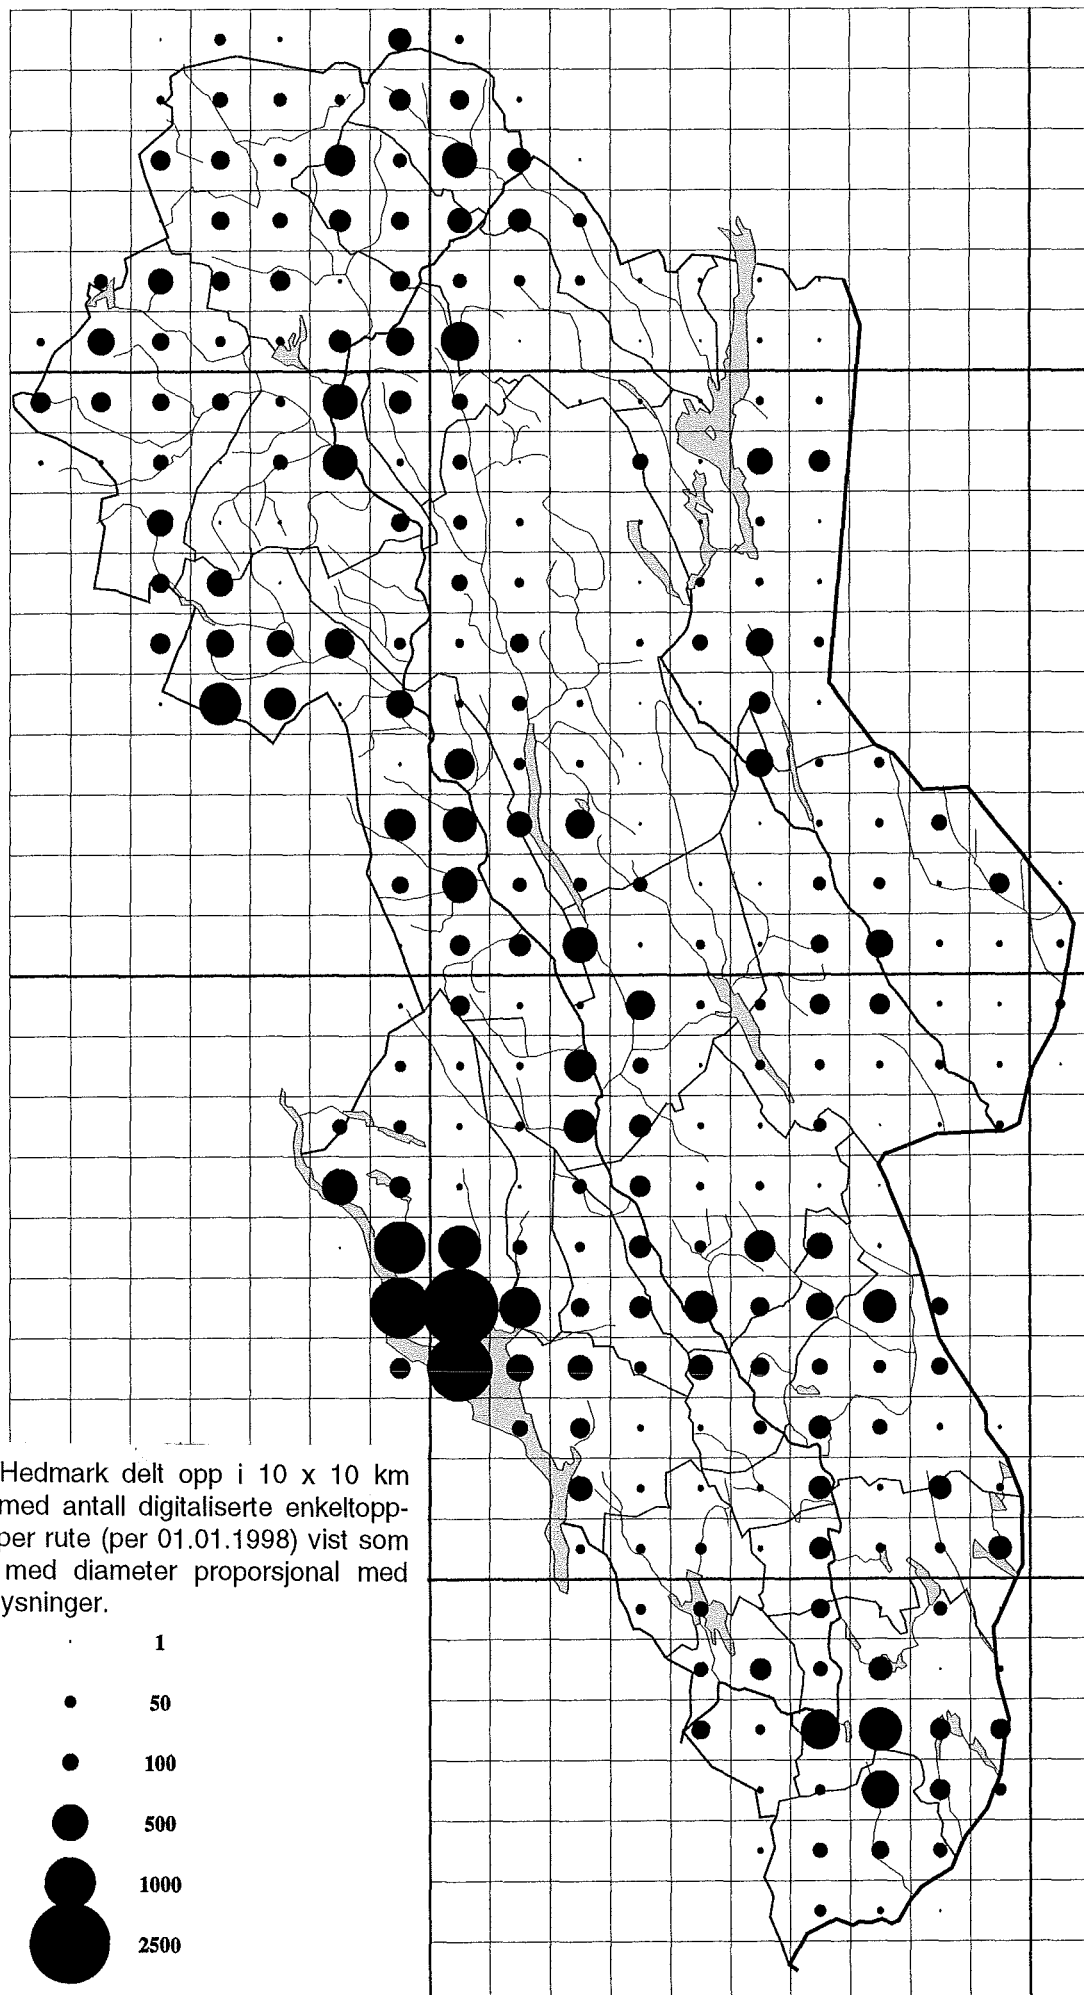 Hedmark delt opp i 10 x 10 km
med antall digitaliserte enkeltopp-
per rute (per 01.01.1998) vist som
med diameter proporsjonal med
ysninger.
1
50
100
500
1000
2500